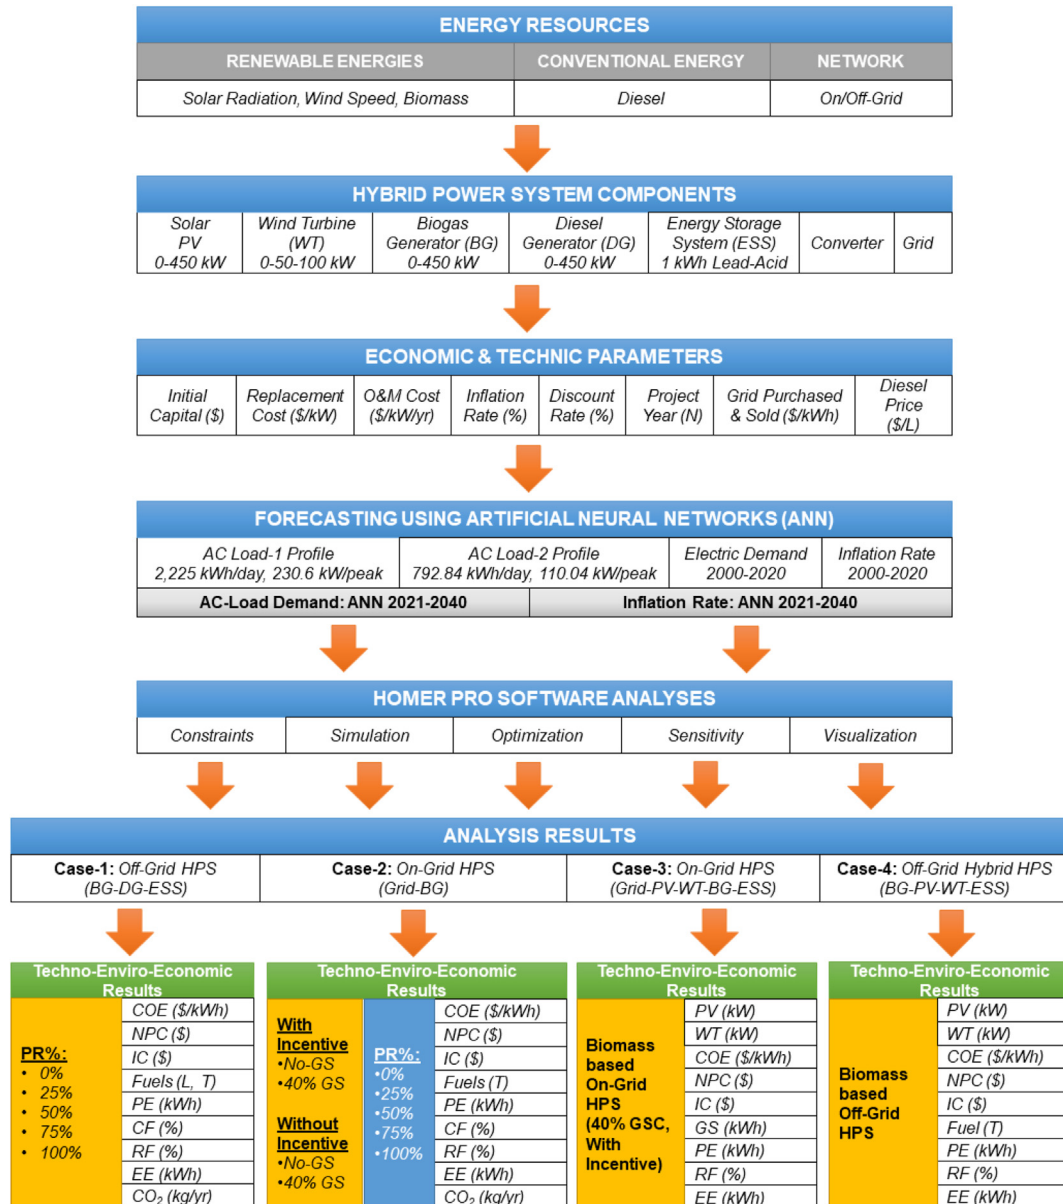 ENERGY RESOURCES
RENEWABLE ENERGIES CONVENTIONAL ENERGY NETWORK
Solar Radiation, Wind Speed, Biomass Diesel On/Off-Grid
HYBRID POWER SYSTEM COMPONENTS
Solar
PV
0-450 kW
Wind Turbine
(WT)
0-50-100 kW
Biogas
Generator (BG)
0-450 kW
Diesel
Generator (DG)
0-450 kW
Energy Storage
System (ESS)
1 kWh Lead-Acid
Converter
Grid
ECONOMIC & TECHNIC PARAMETERS
Initial
Capital ($)
Replacement
Cost ($/kW)
O&M Cost
($/kW/yr)
Inflation
Rate (%)
Discount
Rate (%)
Project
Year (N)
Grid Purchased
& Sold ($/kWh)
Diesel
Price
($/L)
FORECASTING USING ARTIFICIAL NEURAL NETWORKS (ANN)
AC Load-1 Profile
2,225 kWh/day, 230.6 kW/peak
AC Load-2 Profile
792.84 kWh/day, 110.04 kW/peak
Electric Demand
2000-2020
Inflation Rate
2000-2020
AC-Load Demand: ANN 2021-2040
Inflation Rate: ANN 2021-2040
HOMER PRO SOFTWARE ANALYSES
Constraints Simulation Optimization Sensitivity Visualization
ANALYSIS RESULTS
Case-1: Off-Grid HPS
(BG-DG-ESS)
Case-2: On-Grid HPS
(Grid-BG)
Case-3: On-Grid HPS
(Grid-PV-WT-BG-ESS)
Case-4: Off-Grid Hybrid HPS
(BG-PV-WT-ESS)
Techno-Enviro-Economic
Results
PR%:
• 0%
• 25%
• 50%
• 75%
• 100%
COE ($/kWh)
NPC ($)
IC ($)
Fuels (L, T)
PE (kWh)
CF (%)
RF (%)
EE (kWh)
CO2 (kg/yr)
Techno-Enviro-Economic
Results
With
Incentive
•No-GS
•40% GS
Without
Incentive
•No-GS
•40% GS
PR%:
•0%
•25%
•50%
•75%
•100%
COE ($/kWh)
NPC ($)
IC ($)
Fuels (T)
PE (kWh)
CF (%)
RF (%)
EE (kWh)
CO2 (kg/yr)
Techno-Enviro-Economic
Results
Biomass
based
On-Grid
HPS
(40% GSC,
With
Incentive)
PV (kW)
WT (kW)
COE ($/kWh)
NPC ($)
IC ($)
GS (kWh)
PE (kWh)
RF (%)
EE (kWh)
Techno-Enviro-Economic
Results
Biomass
based
Off-Grid
HPS
PV (kW)
WT (kW)
COE ($/kWh)
NPC ($)
IC ($)
Fuel (T)
PE (kWh)
RF (%)
EE (kWh)